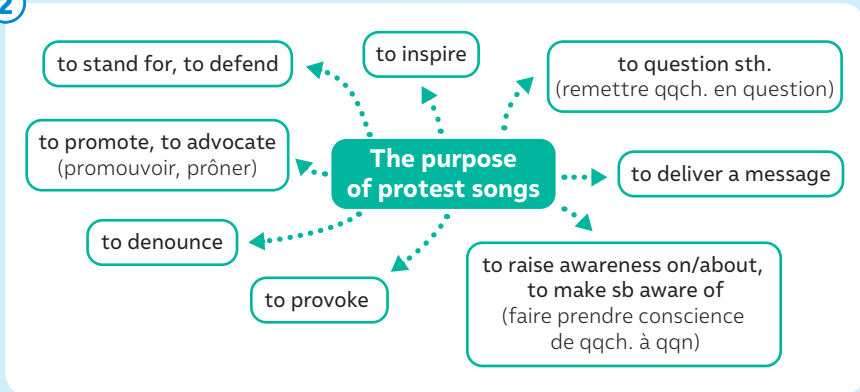 2
to stand for, to defend
to inspire
to question sth.
(remettre qqch. en question)
to promote, to advocate
(promouvoir, prôner)
The purpose
of protest songs
to deliver a message
to denounce
to provoke
to raise awareness on/about,
to make sb aware of
(faire prendre conscience
de qqch. à qqn)